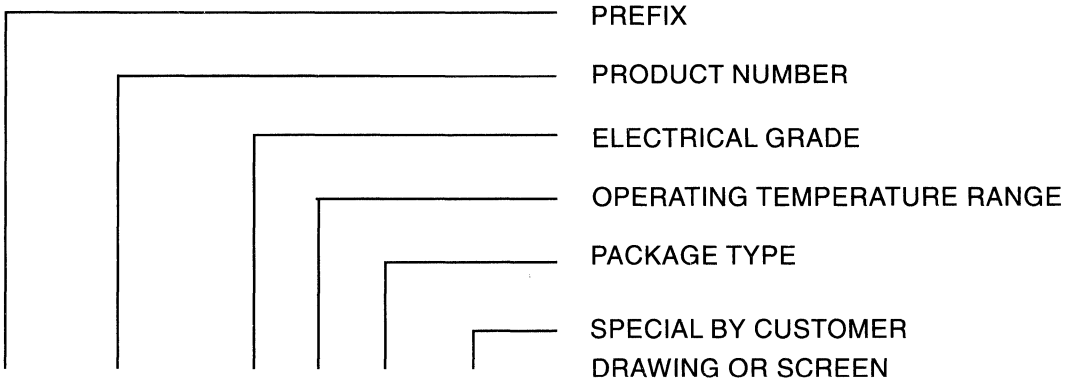 PREFIX
PRODUCT NUMBER
ELECTRICAL GRADE
OPERATING TEMPERATURE RANGE
PACKAGE TYPE
SPECIAL BY CUSTOMER
DRAWING OR SCREEN